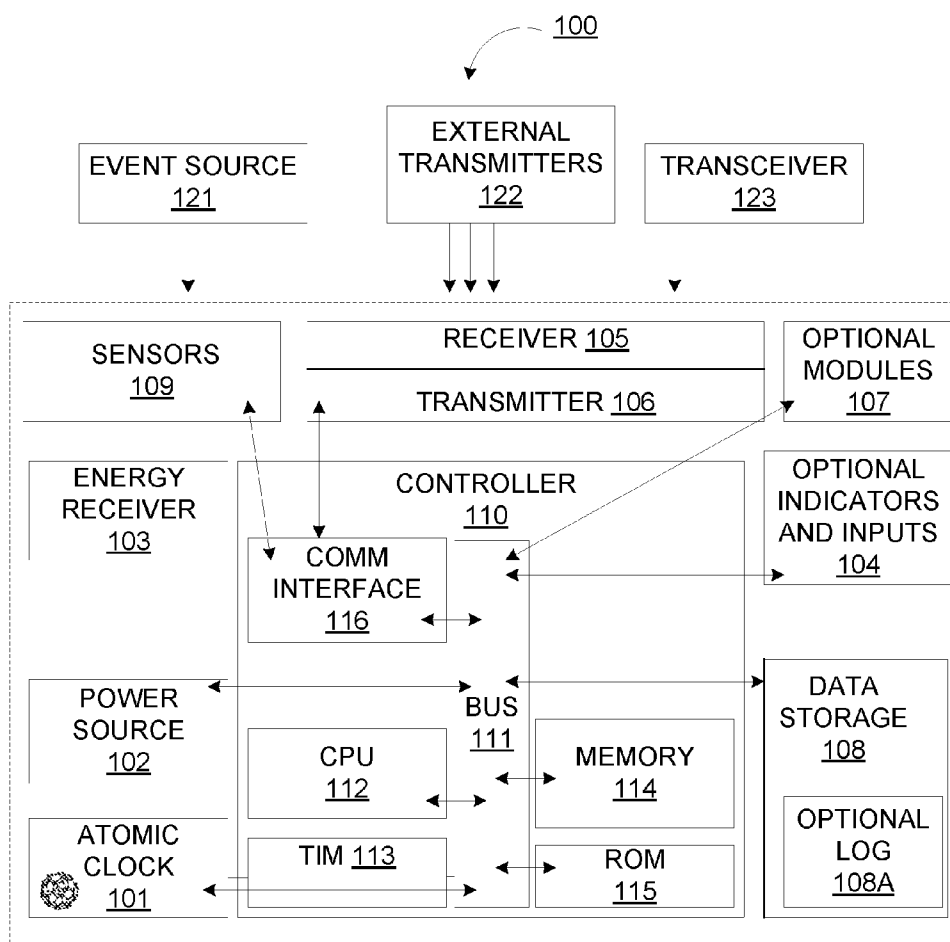 100
EVENT SOURCE
121
EXTERNAL
TRANSMITTERS
122
TRANSCEIVER
123
SENSORS
109
RECEIVER 105
TRANSMITTER 106
OPTIONAL
MODULES
107
ENERGY
RECEIVER
103
CONTROLLER
110
OPTIONAL
INDICATORS
AND INPUTS
104
COMM
INTERFACE
116
POWER
SOURCE
102
BUS
111
DATA
STORAGE
108
CPU
112
MEMORY
114
ATOMIC
CLOCK
101
TIM 113
ROM
115
OPTIONAL
LOG
108A